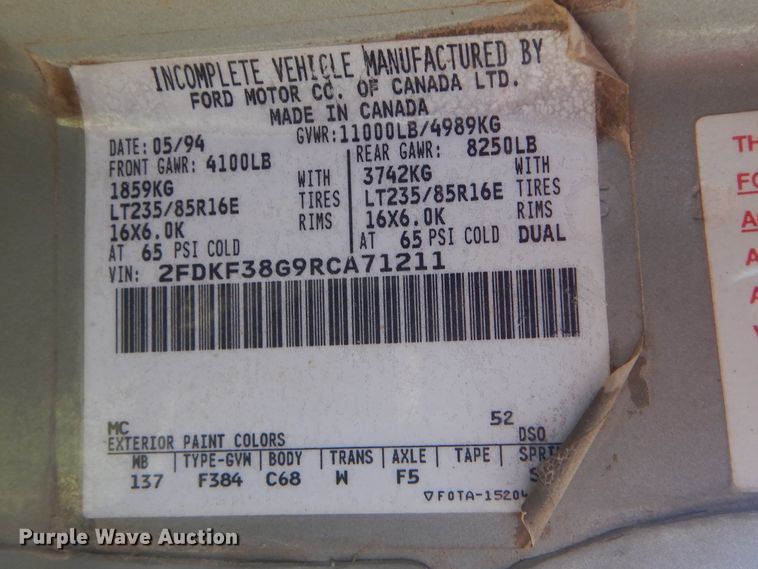 INCOMPLETE VEHICLE MANUFACTURED BY
FORD MOTOR CO. OF CANADA LTD.
MADE IN CANADA
DATE: 05/94 GVWR: 11000LB/4989KG
FRONT GAWR: 4100LB REAR GAWR: 8250LB
1859KG WITH 3742KG WITH
LT235/85R16E TIRES LT235/85R16E TIRES
16X6.0K RIMS 16X6.0K RIMS
AT 65 PSI COLD AT 65 PSI COLD DUAL
VIN: 2FDKF38G9RCA71211
MC 52
EXTERIOR PAINT COLORS DSO
WB TYPE-GVW BODY TRANS AXLE TAPE
137 F384 C68 W F5
▽FOTA-1520
Purple Wave Auction